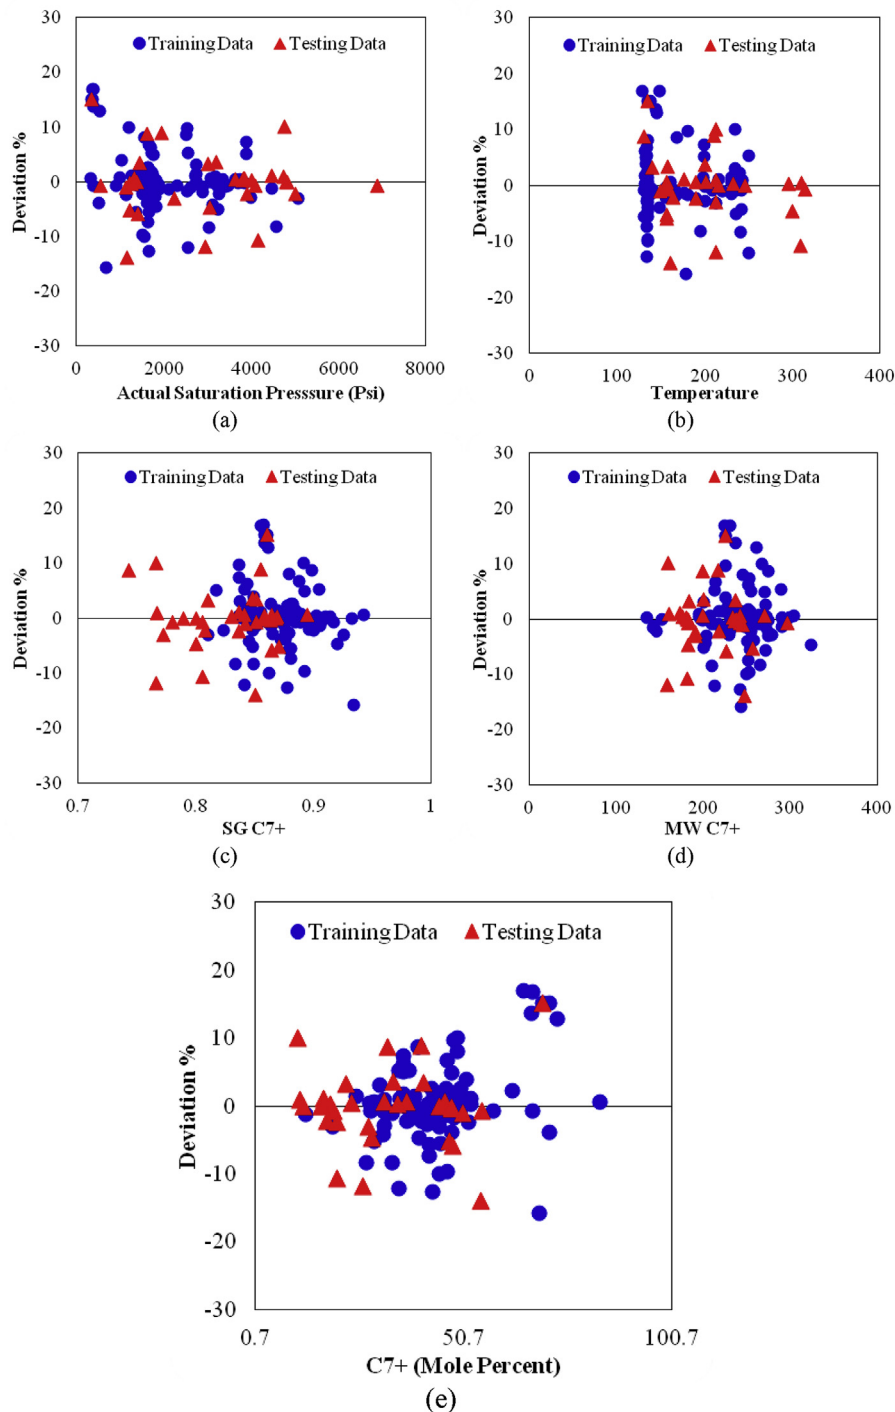 30
20
10
0
-10
-20
-30
Deviation %
Training Data
Testing Data
0
2000
4000
6000
8000
Actual Saturation Presssure (Psi)
(a)
30
20
10
0
-10
-20
-30
Deviation %
Training Data
Testing Data
0
100
200
300
400
Temperature
(b)
30
20
10
0
-10
-20
-30
Deviation %
Training Data
Testing Data
0.7
0.8
0.9
1
SG C7+
(c)
30
20
10
0
-10
-20
-30
Deviation %
Training Data
Testing Data
0
100
200
300
400
MW C7+
(d)
30
20
10
0
-10
-20
-30
Deviation %
Training Data
Testing Data
0.7
50.7
100.7
C7+ (Mole Percent)
(e)